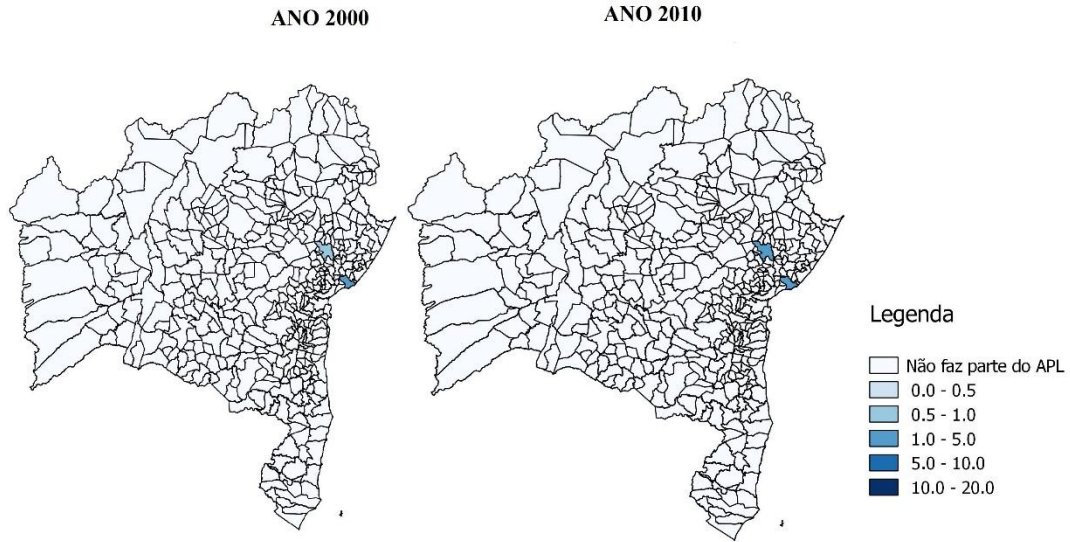 ANO 2000
ANO 2010
Legenda
Não faz parte do APL
0.0 - 0.5
0.5 - 1.0
1.0 - 5.0
5.0 - 10.0
10.0 - 20.0